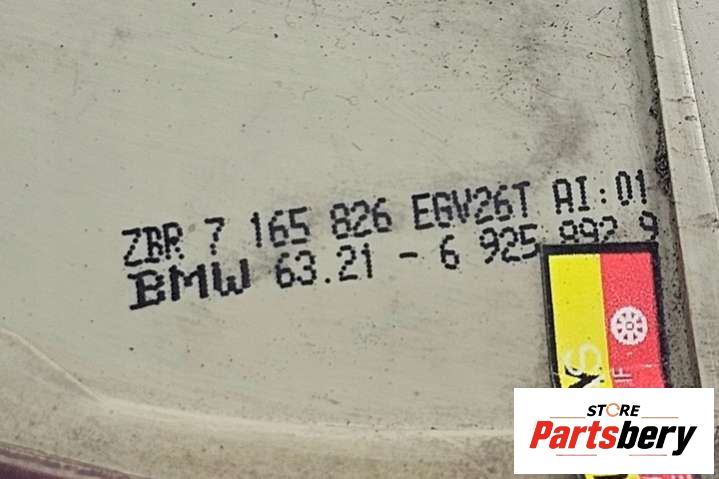 ZBR 7 165 826 EGV26T AI:01
BMW 63.21 - 6 925 892 9
STORE
Partsbery